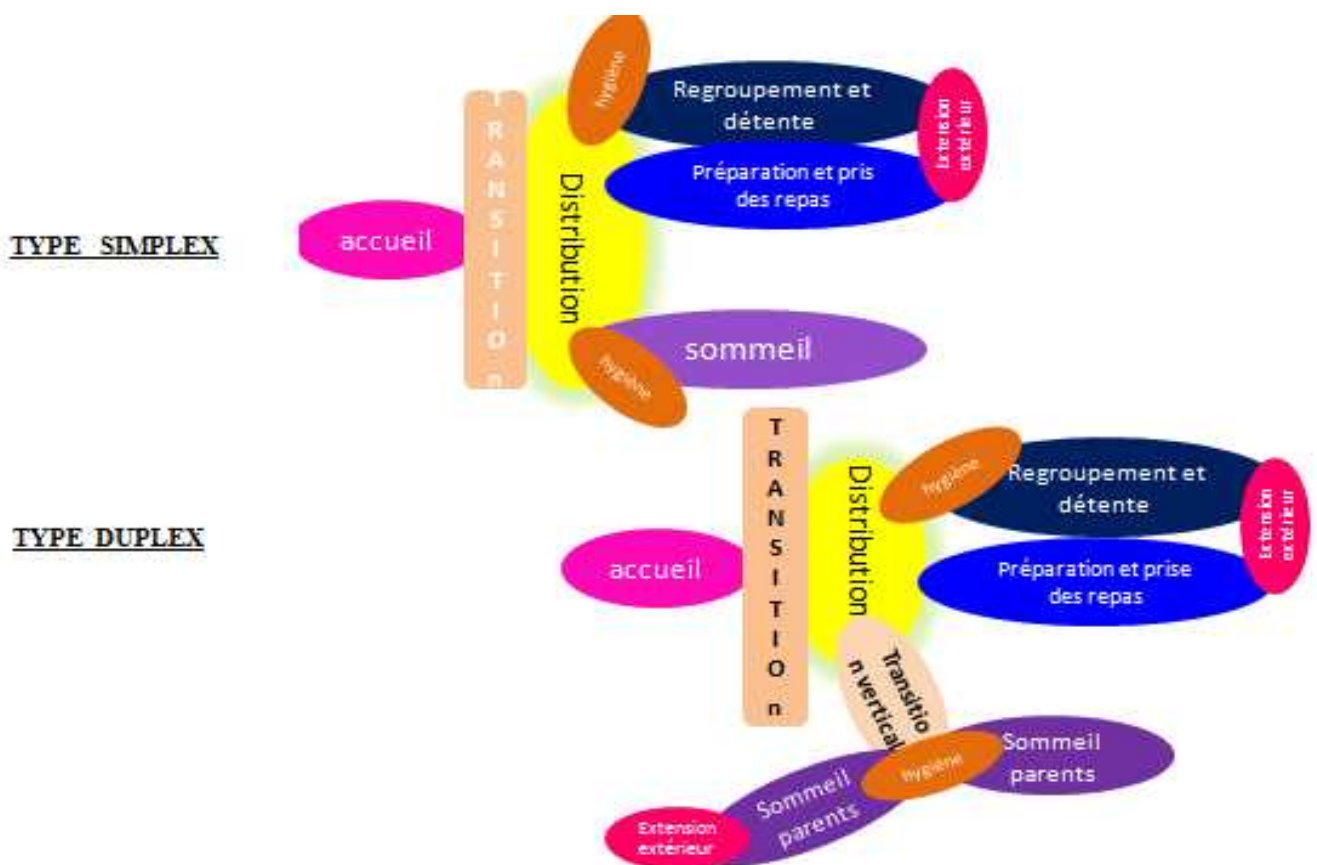 TYPE SIMPLEX
accueil
T
R
A
N
S
I
T
I
O
n
Distribution
hygiène
Regroupement et
détente
Préparation et pris
des repas
Extension
extérieur
hygiène
sommeil
TYPE DUPLEX
accueil
T
R
A
N
S
I
T
I
O
n
Distribution
hygiène
Regroupement et
détente
Préparation et prise
des repas
Extension
extérieur
Transitio
n vertical
hygiène
Sommeil
parents
Sommeil
parents
Extension
extérieur